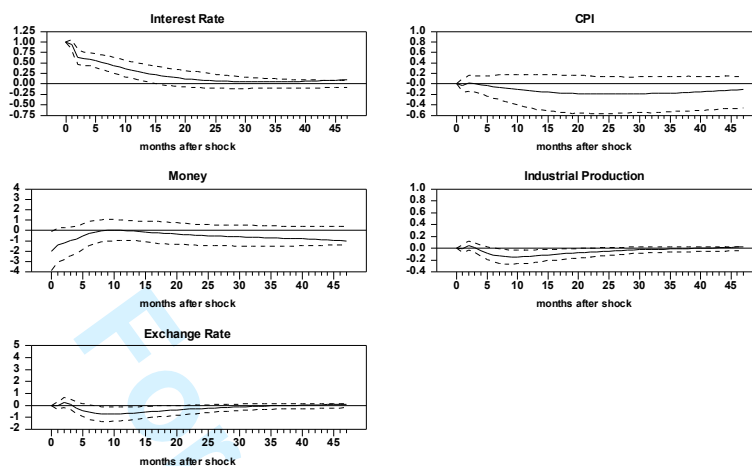 Interest Rate
1.25
1.00
0.75
0.50
0.25
0.00
-0.25
-0.50
-0.75
0 5 10 15 20 25 30 35 40 45
months after shock
CPI
1.0
0.8
0.6
0.4
0.2
-0.0
-0.2
-0.4
-0.6
0 5 10 15 20 25 30 35 40 45
months after shock
Money
4
3
2
1
0
-1
-2
-3
-4
0 5 10 15 20 25 30 35 40 45
months after shock
Industrial Production
1.0
0.8
0.6
0.4
0.2
-0.0
-0.2
-0.4
0 5 10 15 20 25 30 35 40 45
months after shock
Exchange Rate
5
4
3
2
1
0
-1
-2
0 5 10 15 20 25 30 35 40 45
months after shock
For